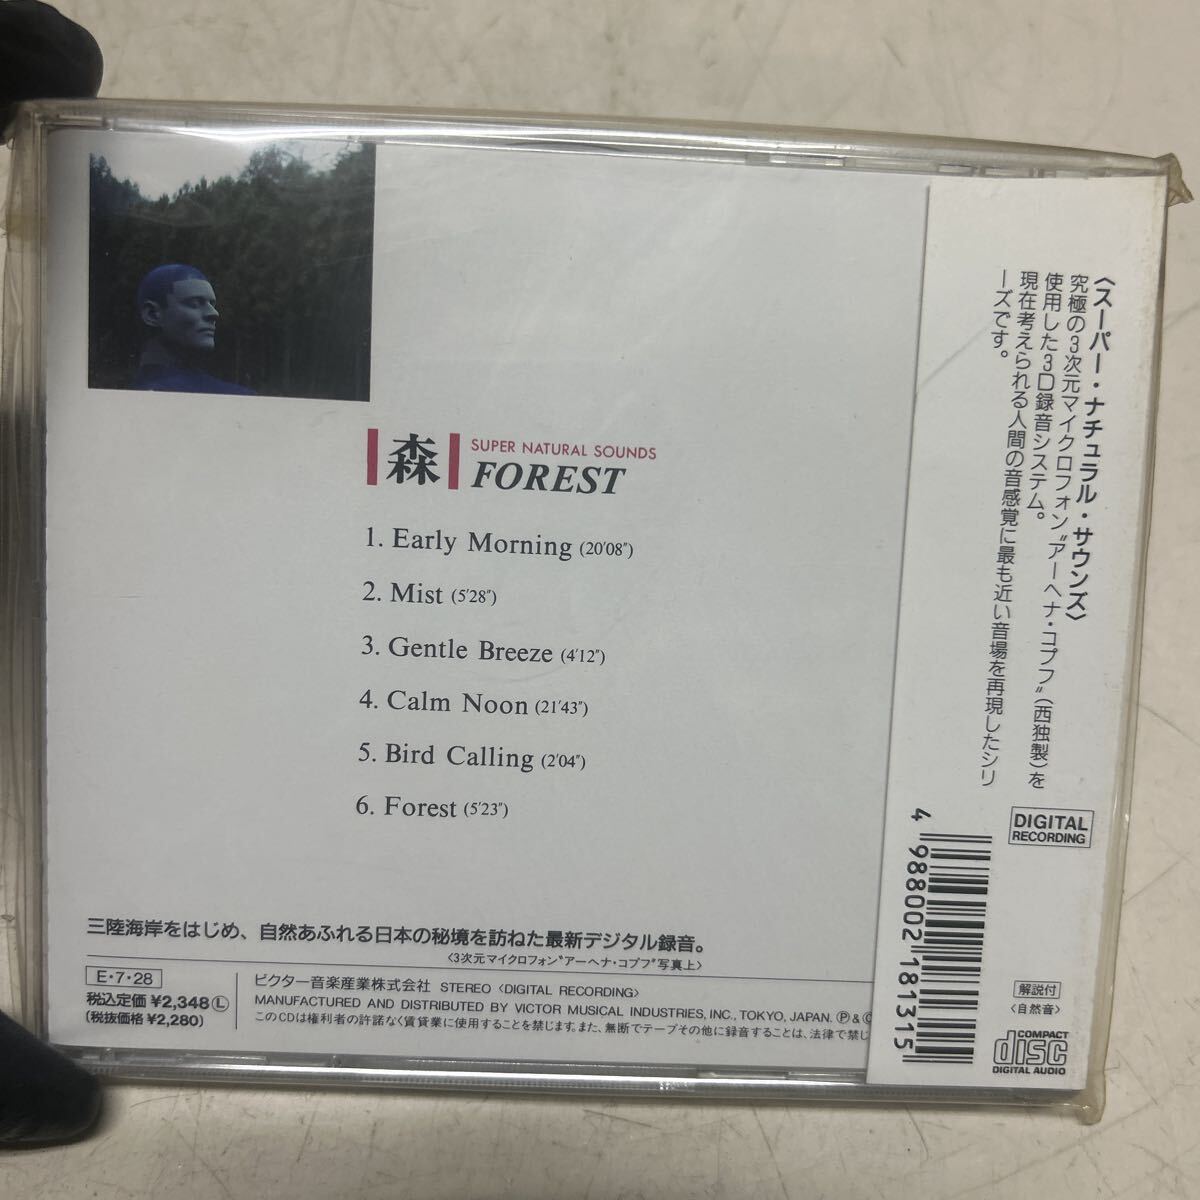 森
SUPER NATURAL SOUNDS
FOREST
1. Early Morning (20'08")
2. Mist (5'28")
3. Gentle Breeze (4'12")
4. Calm Noon (21'43")
5. Bird Calling (2'04")
6. Forest (5'23")
三陸海岸をはじめ、自然あふれる日本の秘境を訪ねた最新デジタル録音。
〈3次元マイクロフォン“アーヘナ・コプフ”写真上〉
E・7・28
税込定価 ¥2,348 Ⓛ
(税抜価格 ¥2,280)
ビクター音楽産業株式会社 STEREO 〈DIGITAL RECORDING〉
MANUFACTURED AND DISTRIBUTED BY VICTOR MUSICAL INDUSTRIES, INC., TOKYO, JAPAN. Ⓟ&Ⓒ
このCDは権利者の許諾なく賃貸業に使用することを禁じます。また、無断でテープその他に録音することは、法律で禁じ
〈スーパー・ナチュラル・サウンズ〉
究極の3次元マイクロフォン“アーヘナ・コプフ”(西独製)を
使用した3D録音システム。
現在考えられる人間の音感覚に最も近い音場を再現したシリ
ーズです。
DIGITAL
RECORDING
4 988002 181315
解説付
〈自然音〉
COMPACT
disc
DIGITAL AUDIO